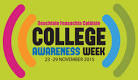 Seachtain Feasachta Coláiste
COLLEGE
AWARENESS
WEEK
23-29 NOVEMBER 2015